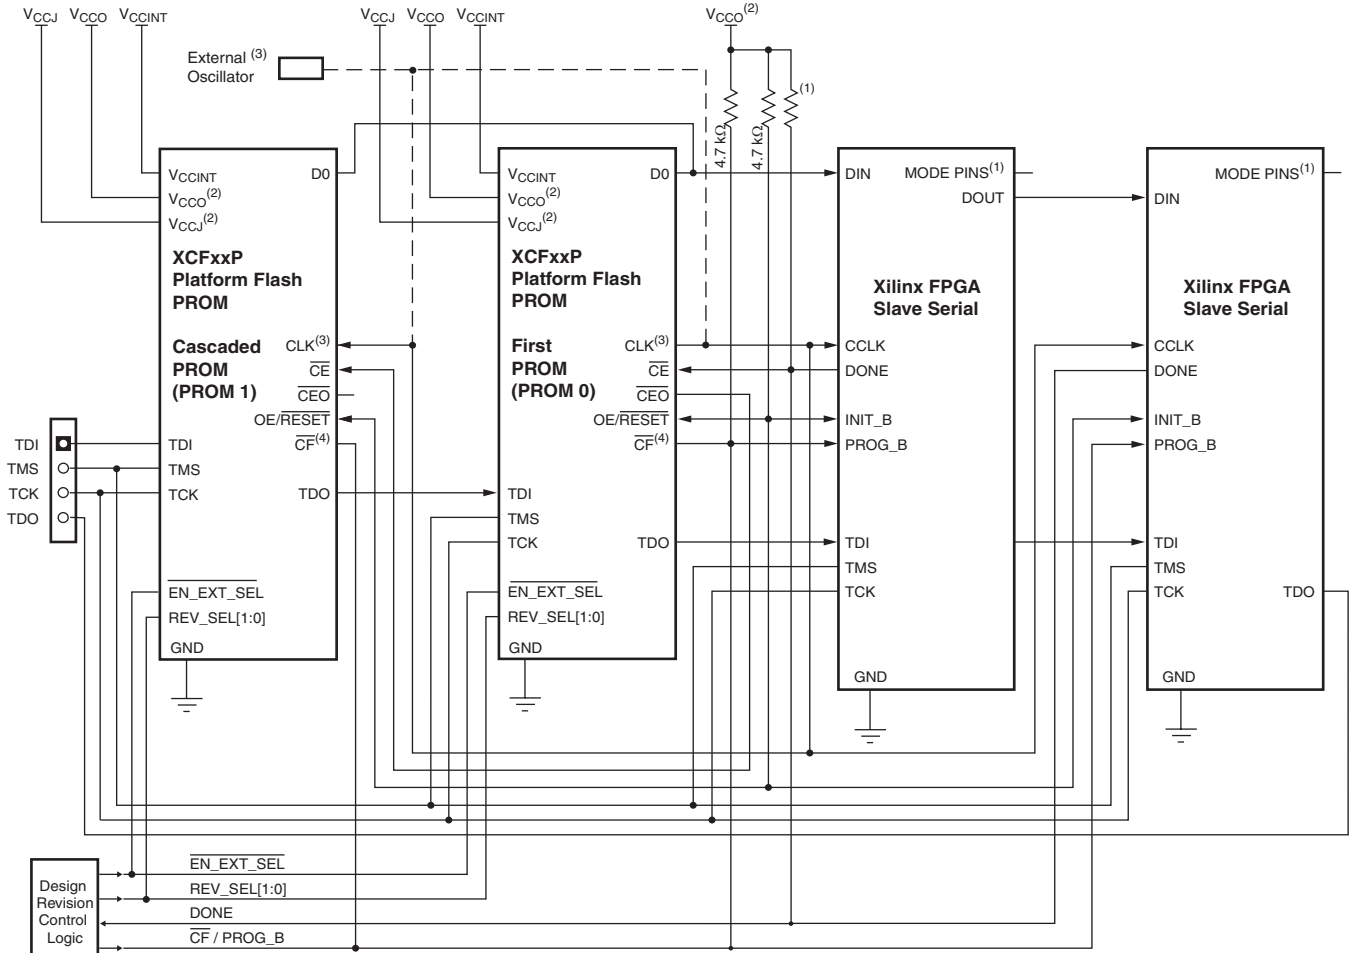 VCCJ VCCO VCCINT
VCCJ VCCO VCCINT
VCCO(2)
External (3)
Oscillator
(1)
4.7 kΩ
4.7 kΩ
VCCINT
VCCO(2)
VCCJ(2)
D0
XCFxxP
Platform Flash
PROM
Cascaded
PROM
(PROM 1)
CLK(3)
CE
CEO
OE/RESET
CF(4)
TDI
TMS
TCK
TDO
EN_EXT_SEL
REV_SEL[1:0]
GND
TDI
TMS
TCK
TDO
VCCINT
VCCO(2)
VCCJ(2)
D0
XCFxxP
Platform Flash
PROM
First
PROM
(PROM 0)
CLK(3)
CE
CEO
OE/RESET
CF(4)
TDI
TMS
TCK
TDO
EN_EXT_SEL
REV_SEL[1:0]
GND
DIN
MODE PINS(1)
DOUT
Xilinx FPGA
Slave Serial
CCLK
DONE
INIT_B
PROG_B
TDI
TMS
TCK
GND
MODE PINS(1)
DIN
Xilinx FPGA
Slave Serial
CCLK
DONE
INIT_B
PROG_B
TDI
TMS
TCK
TDO
GND
Design
Revision
Control
Logic
EN_EXT_SEL
REV_SEL[1:0]
DONE
CF / PROG_B